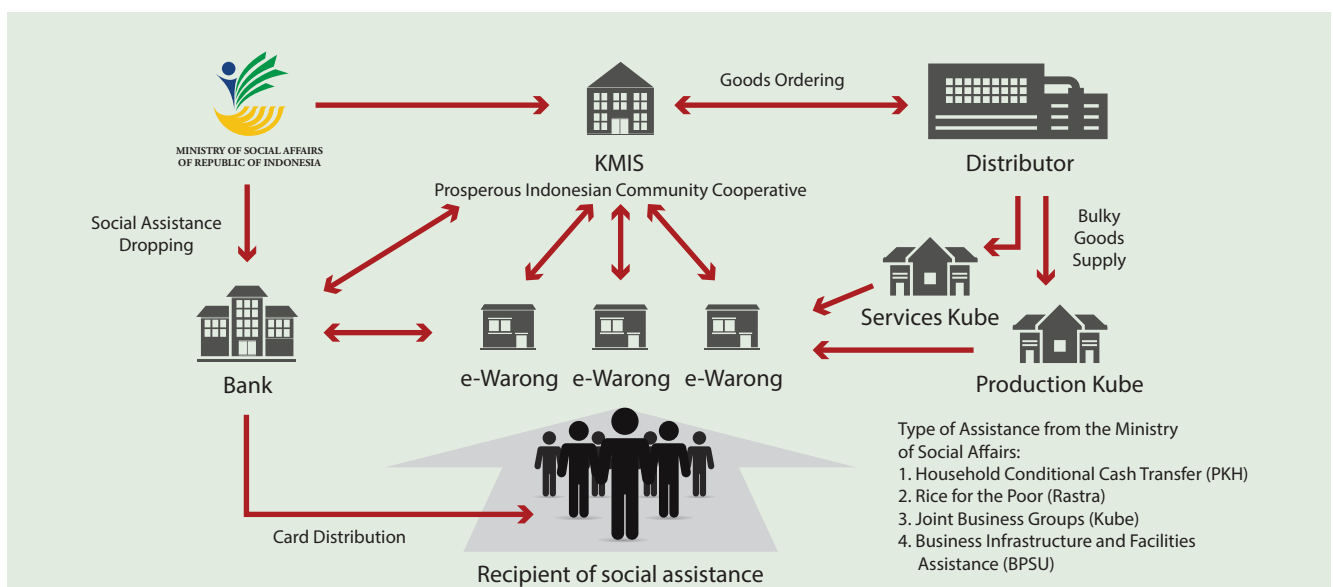 MINISTRY OF SOCIAL AFFAIRS
OF REPUBLIC OF INDONESIA
KMIS
Prosperous Indonesian Community Cooperative
Goods Ordering
Distributor
Social Assistance
Dropping
Bulky
Goods
Supply
Services Kube
Production Kube
Bank
e-Warong
e-Warong
e-Warong
Card Distribution
Recipient of social assistance
Type of Assistance from the Ministry
of Social Affairs:
1. Household Conditional Cash Transfer (PKH)
2. Rice for the Poor (Rastra)
3. Joint Business Groups (Kube)
4. Business Infrastructure and Facilities
Assistance (BPSU)